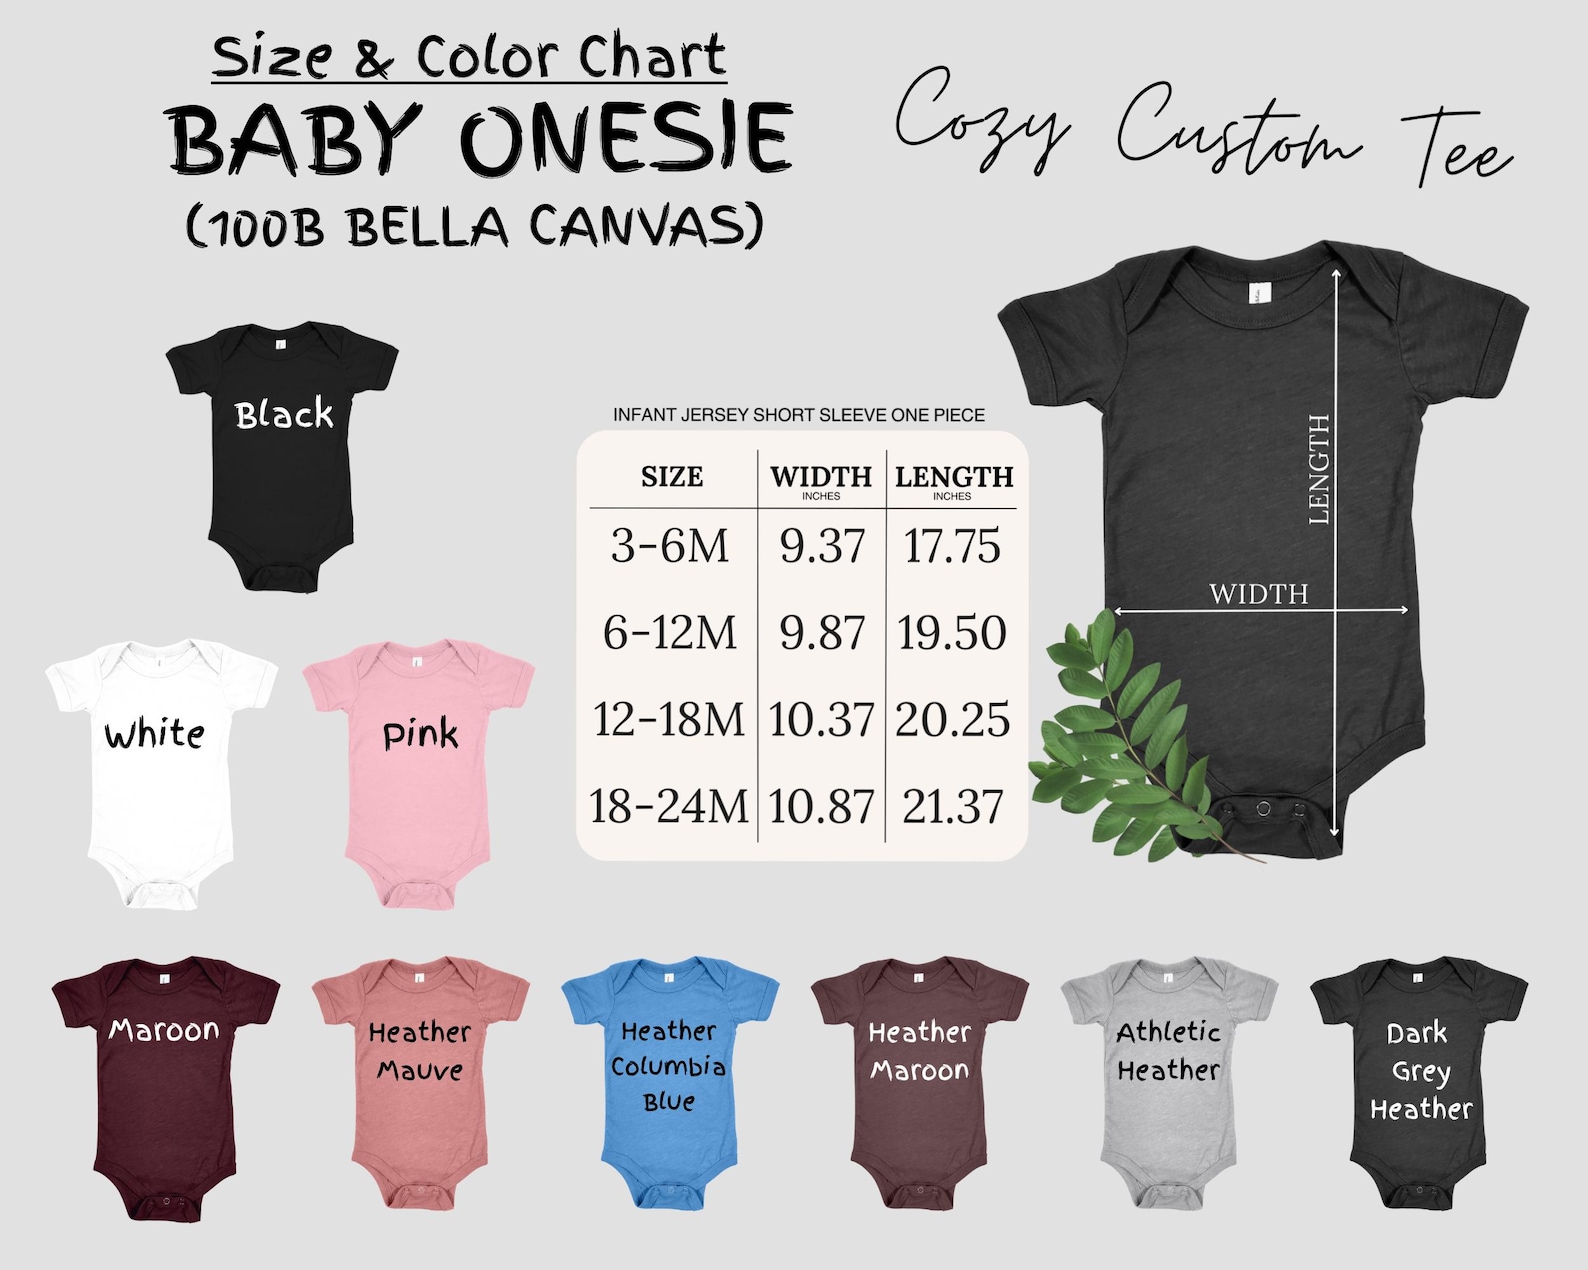 Size & Color Chart
BABY ONESIE
(100B BELLA CANVAS)
Cozy Custom Tee
Black
INFANT JERSEY SHORT SLEEVE ONE PIECE
SIZE WIDTH LENGTH
INCHES INCHES
3-6M 9.37 17.75
6-12M 9.87 19.50
12-18M 10.37 20.25
18-24M 10.87 21.37
LENGTH
WIDTH
White
Pink
Maroon
Heather
Mauve
Heather
Columbia
Blue
Heather
Maroon
Athletic
Heather
Dark
Grey
Heather